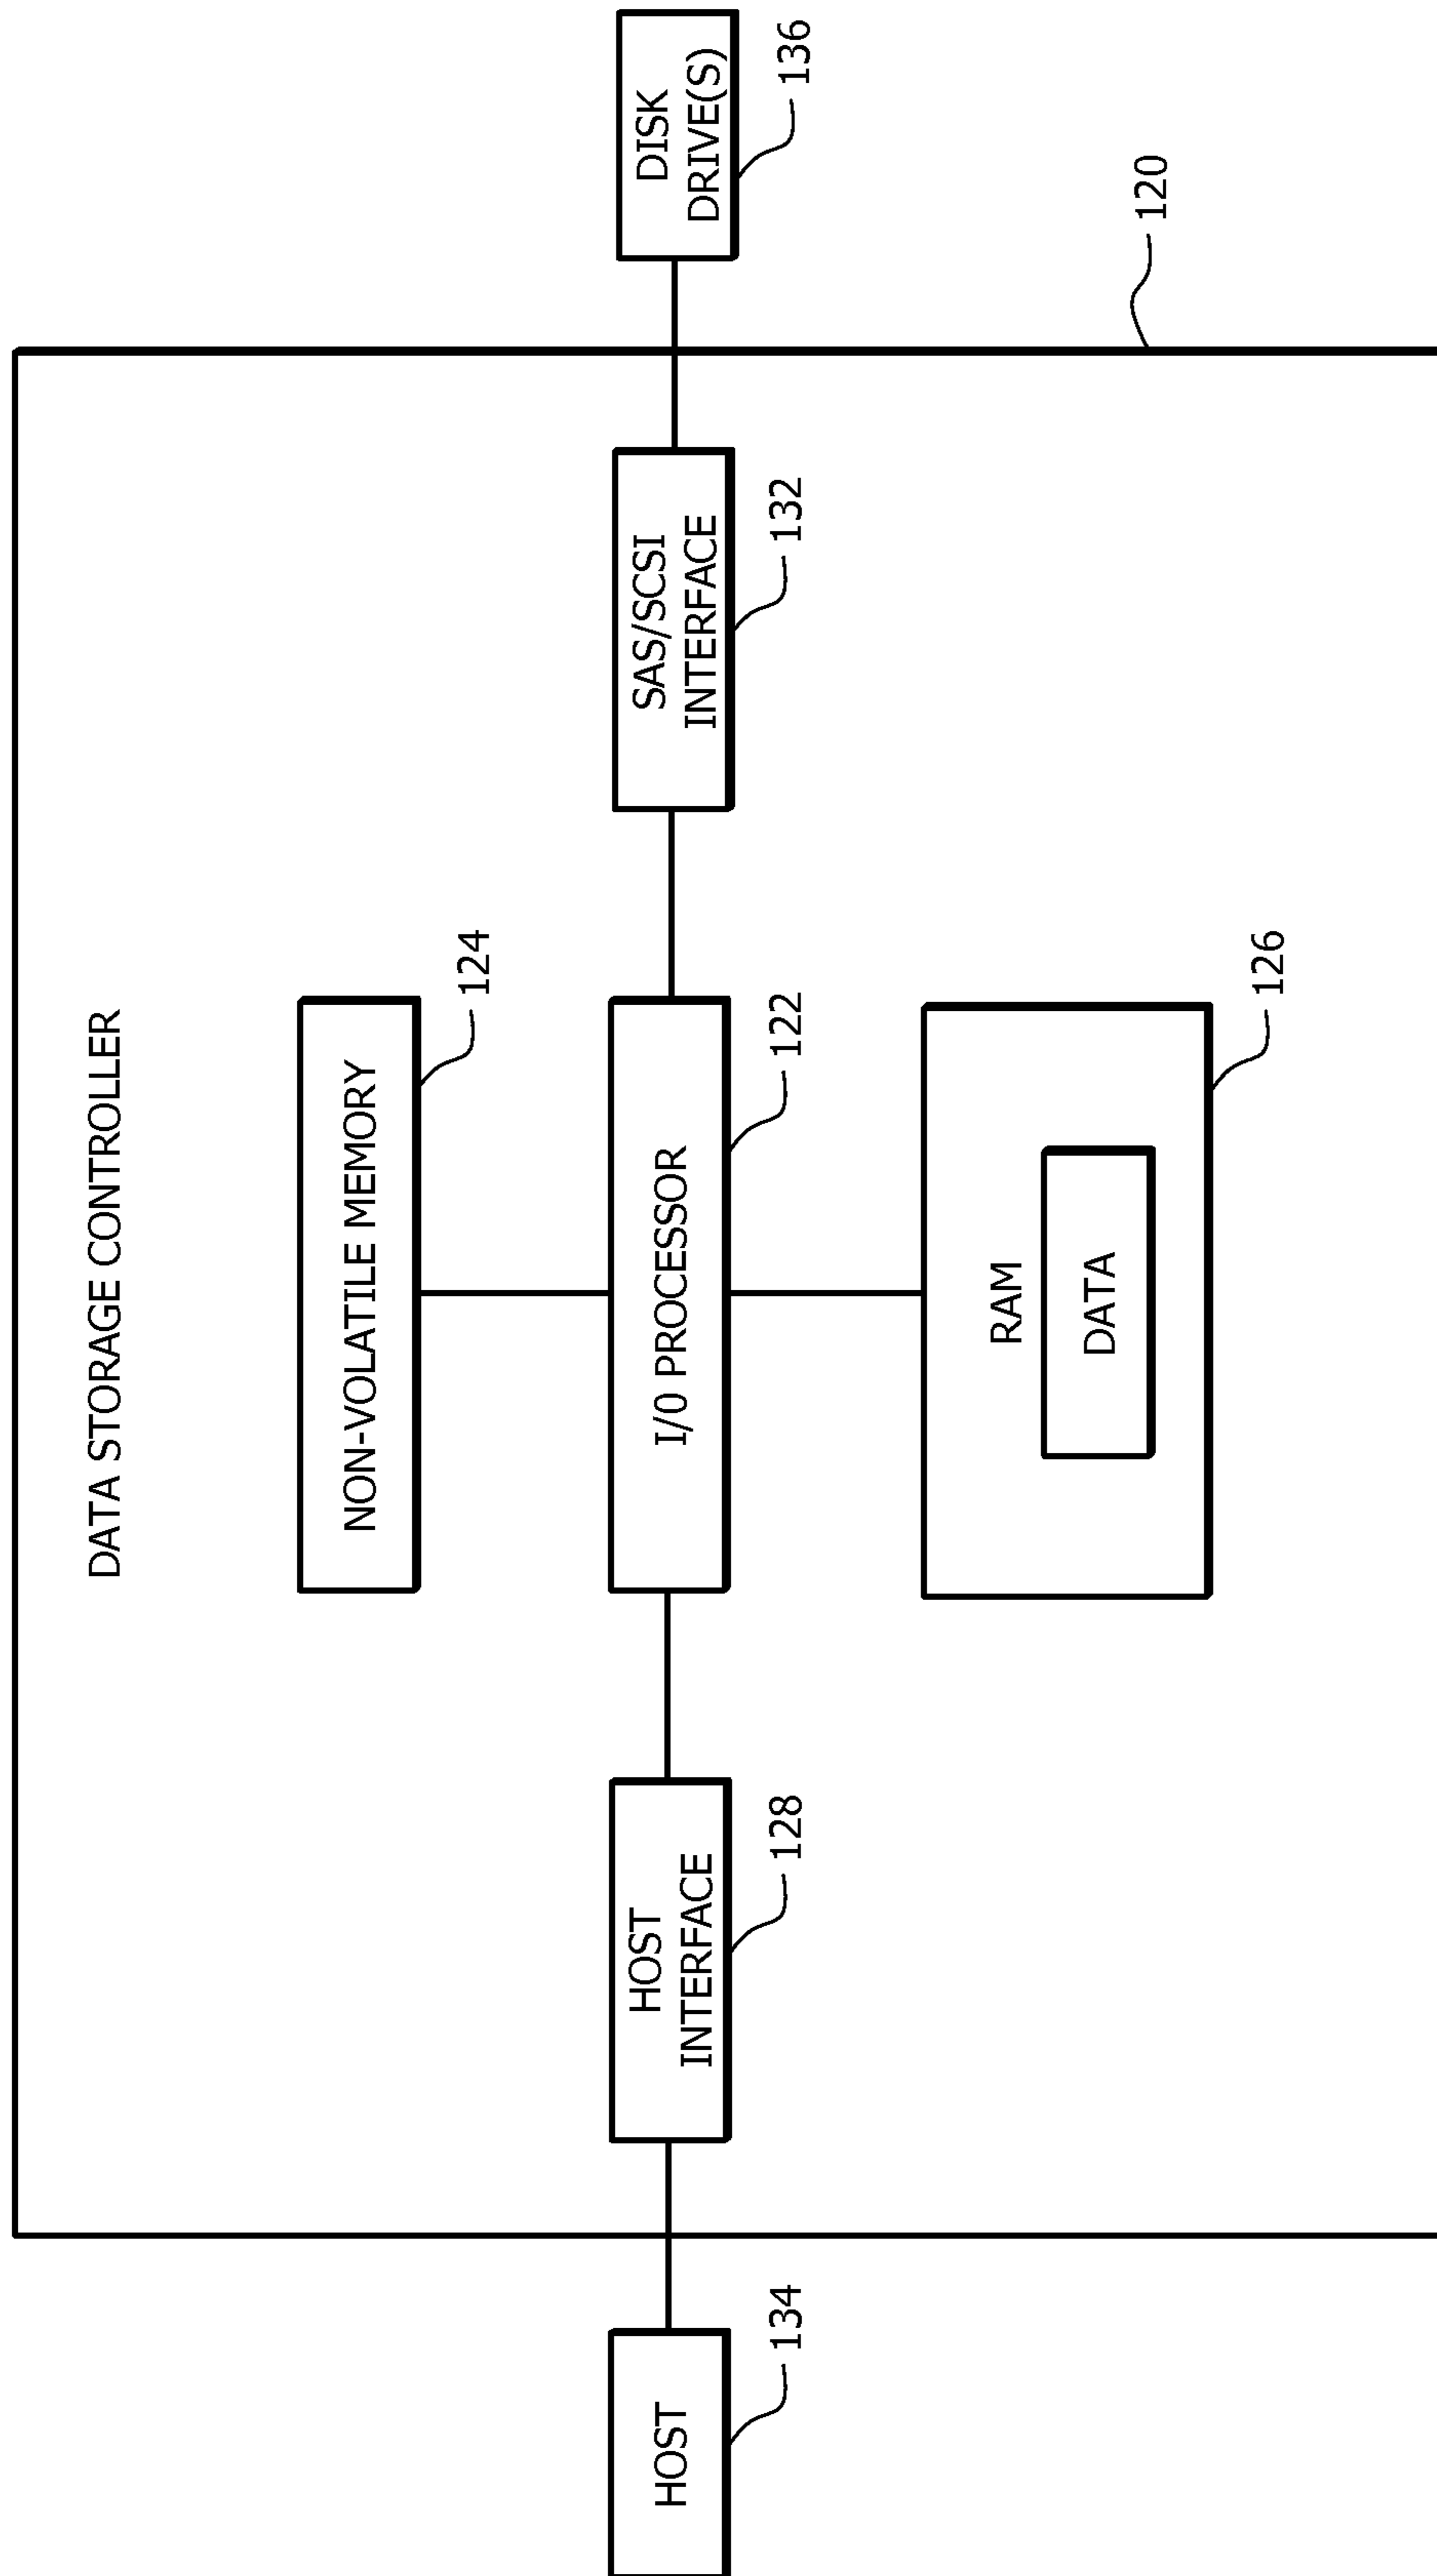 DATA STORAGE CONTROLLER
NON-VOLATILE MEMORY
124
HOST
134
HOST
INTERFACE
128
I/0 PROCESSOR
122
SAS/SCSI
INTERFACE
132
DISK
DRIVE(S)
136
RAM
DATA
126
120